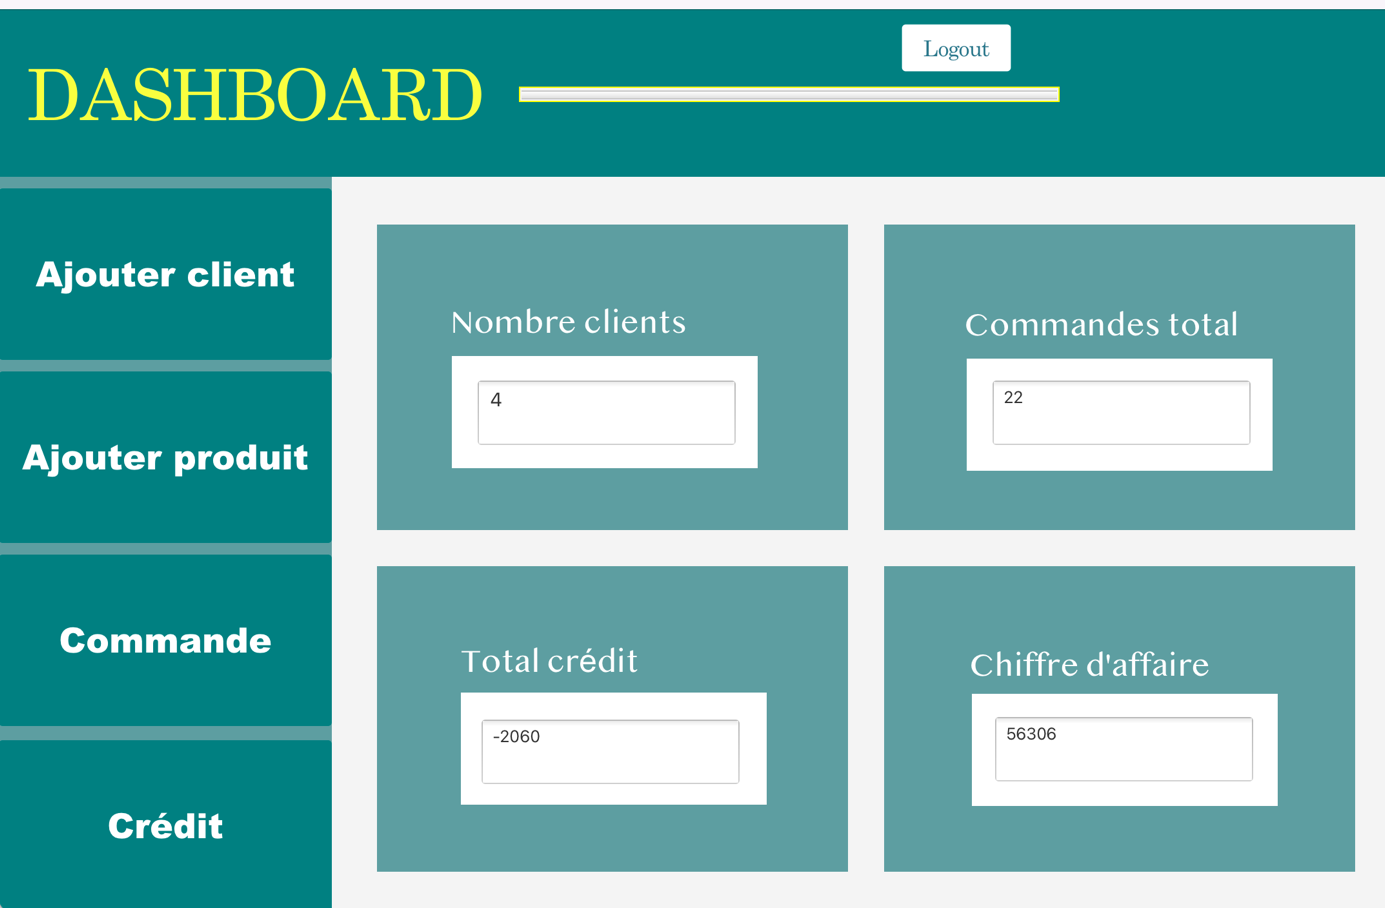 Logout
DASHBOARD
Ajouter client
Ajouter produit
Commande
Crédit
Nombre clients
4
Commandes total
22
Total crédit
-2060
Chiffre d'affaire
56306